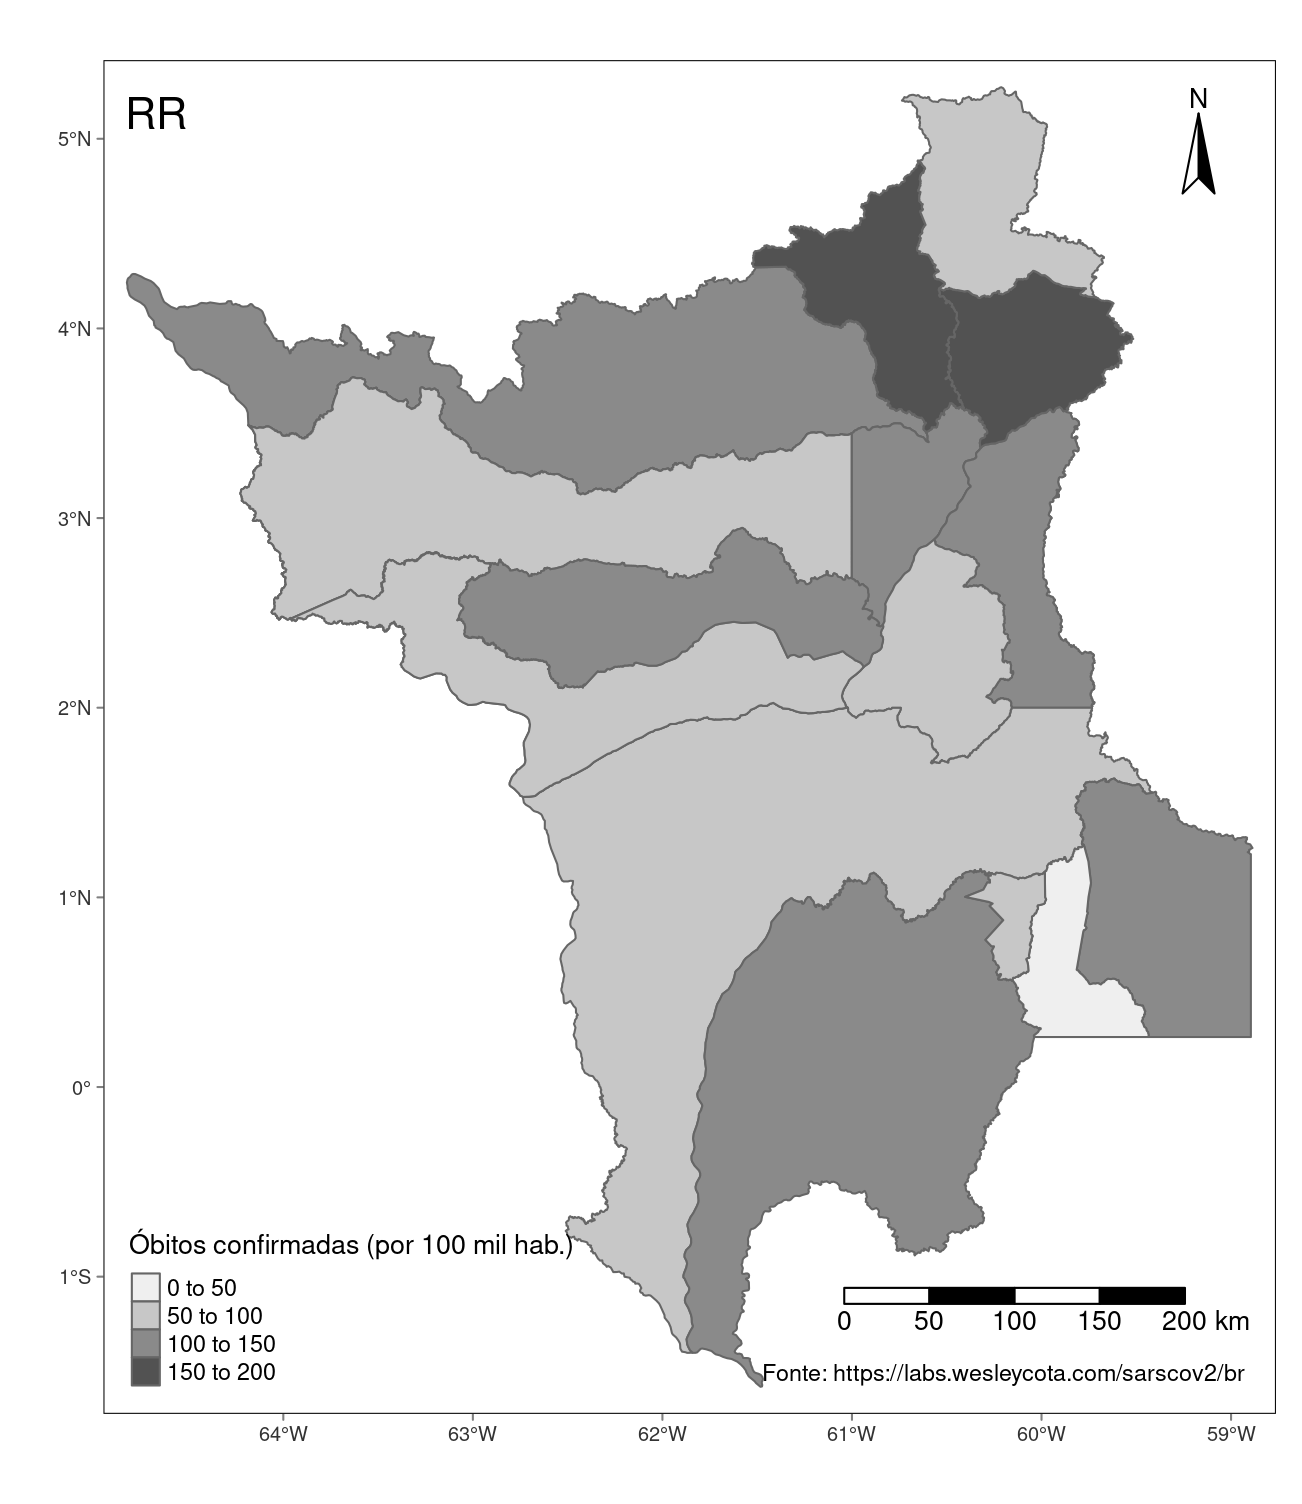 RR
N
5°N
4°N
3°N
2°N
1°N
0°
1°S
Óbitos confirmadas (por 100 mil hab.)
0 to 50
50 to 100
100 to 150
150 to 200
0 50 100 150 200 km
Fonte: https://labs.wesleycota.com/sarscov2/br
64°W 63°W 62°W 61°W 60°W 59°W